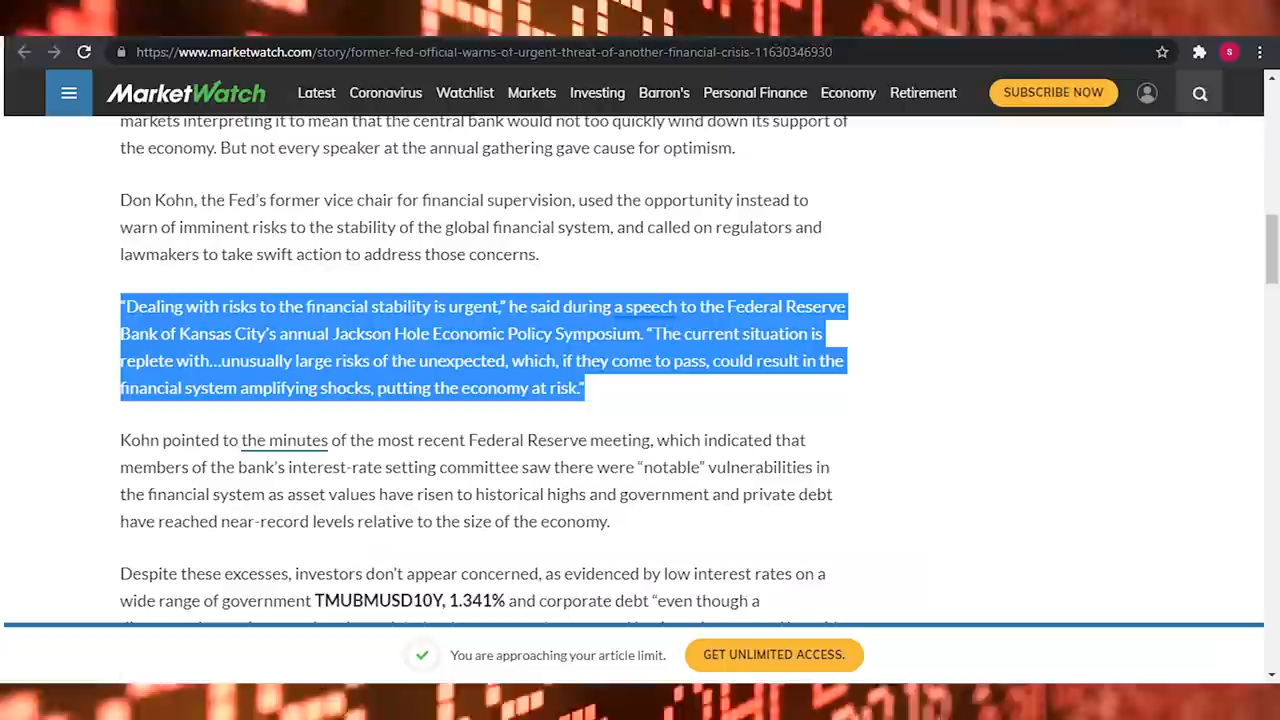 https://www.marketwatch.com/story/former-fed-official-warns-of-urgent-threat-of-another-financial-crisis-11630346930
S
MarketWatch
Latest Coronavirus Watchlist Markets Investing Barron's Personal Finance Economy Retirement
SUBSCRIBE NOW
markets interpreting it to mean that the central bank would not too quickly wind down its support of
the economy. But not every speaker at the annual gathering gave cause for optimism.
Don Kohn, the Fed's former vice chair for financial supervision, used the opportunity instead to
warn of imminent risks to the stability of the global financial system, and called on regulators and
lawmakers to take swift action to address those concerns.
“Dealing with risks to the financial stability is urgent,” he said during a speech to the Federal Reserve
Bank of Kansas City's annual Jackson Hole Economic Policy Symposium. “The current situation is
replete with…unusually large risks of the unexpected, which, if they come to pass, could result in the
financial system amplifying shocks, putting the economy at risk.”
Kohn pointed to the minutes of the most recent Federal Reserve meeting, which indicated that
members of the bank's interest-rate setting committee saw there were “notable” vulnerabilities in
the financial system as asset values have risen to historical highs and government and private debt
have reached near-record levels relative to the size of the economy.
Despite these excesses, investors don't appear concerned, as evidenced by low interest rates on a
wide range of government TMUBMUSD10Y, 1.341% and corporate debt “even though a
You are approaching your article limit.
GET UNLIMITED ACCESS.